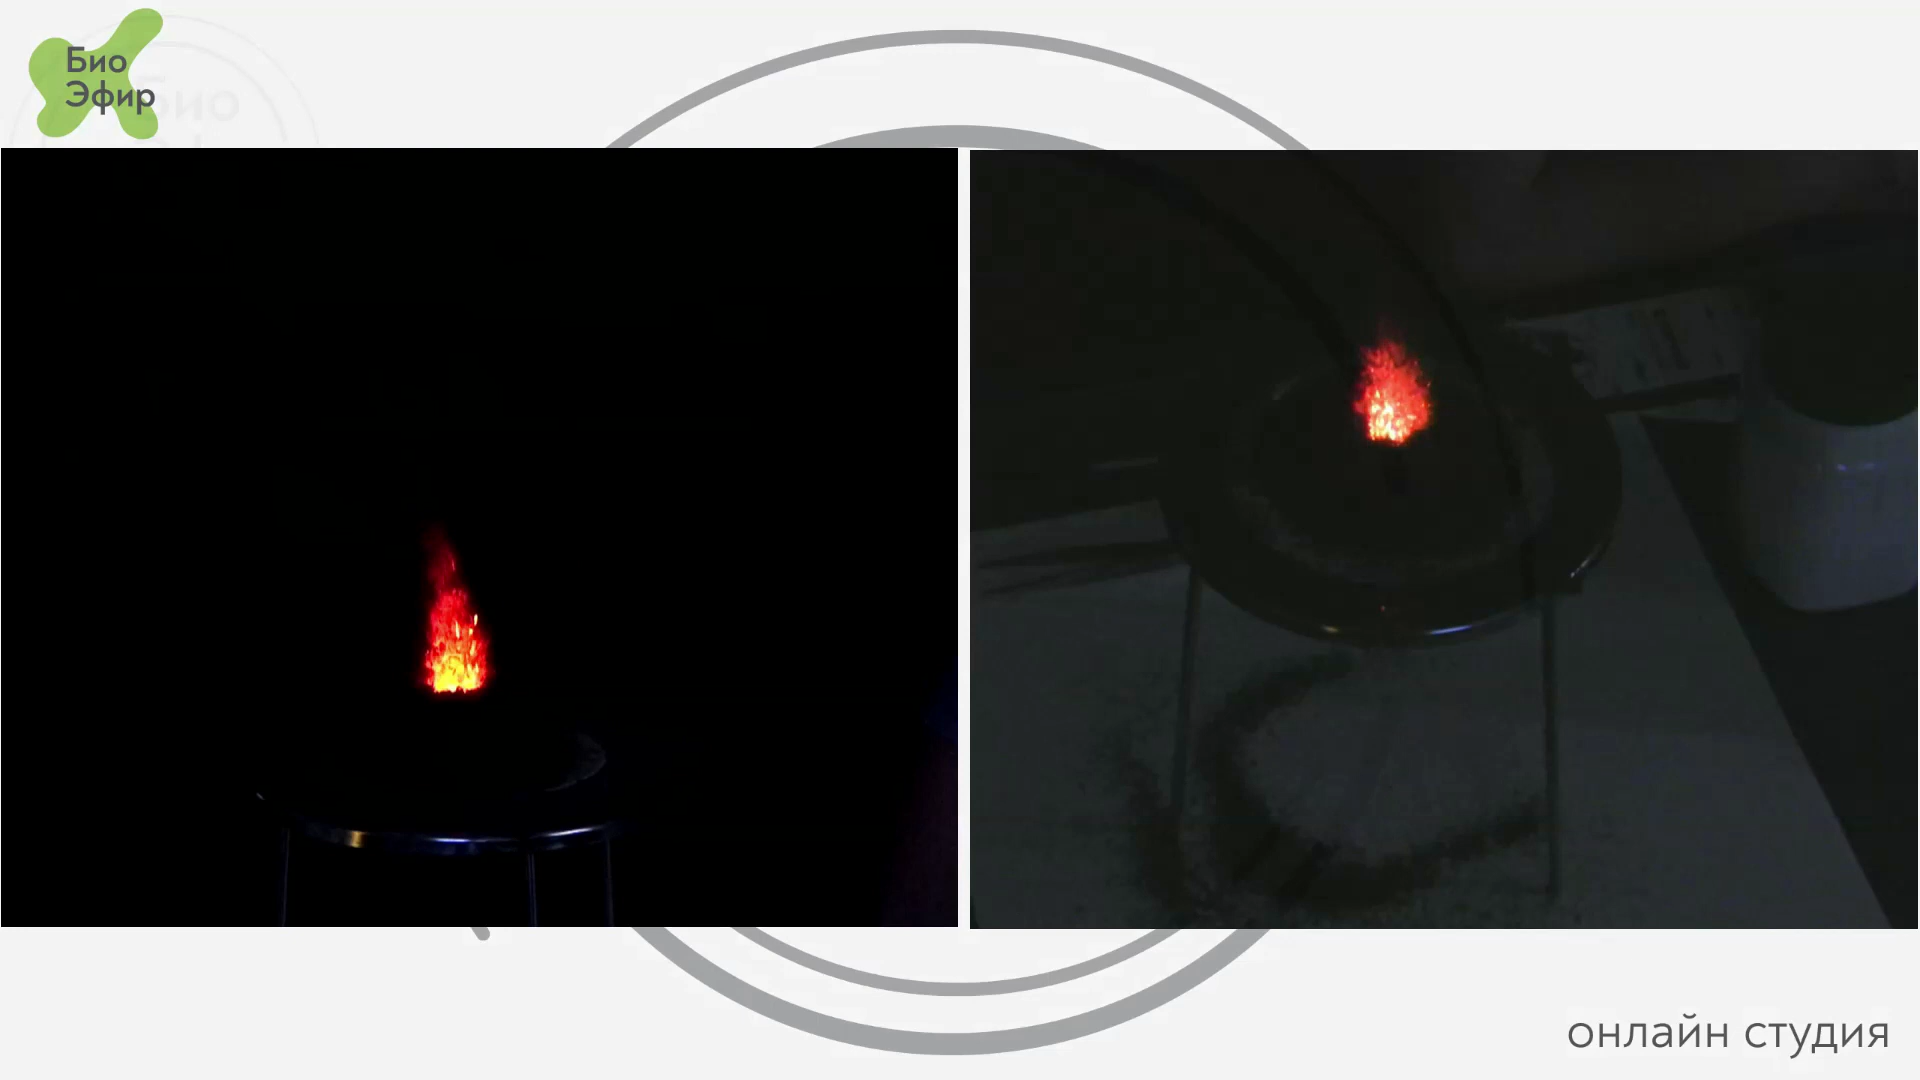 Био
Эфир
онлайн студия